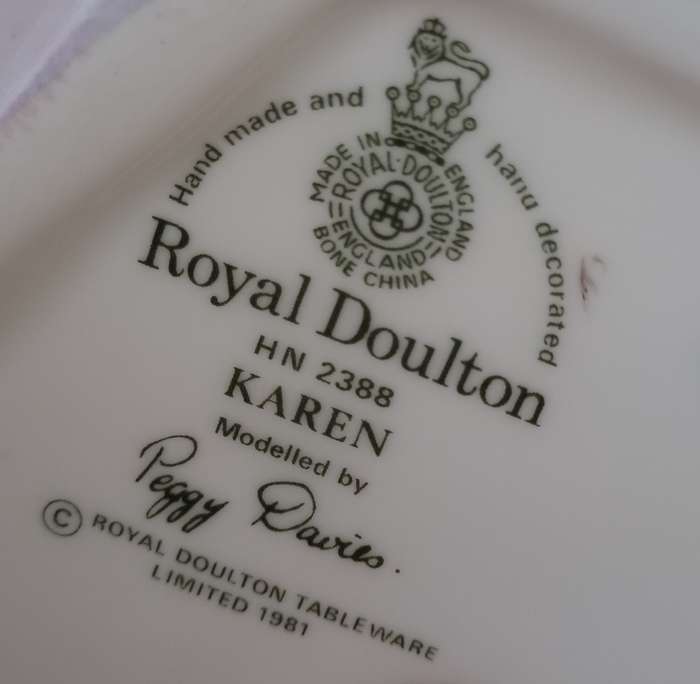 Hand made and hand decorated
MADE IN ENGLAND
ROYAL·DOULTON
ENGLAND
BONE CHINA
Royal Doulton
HN 2388
KAREN
Modelled by
Peggy Davies.
© ROYAL DOULTON TABLEWARE
LIMITED 1981